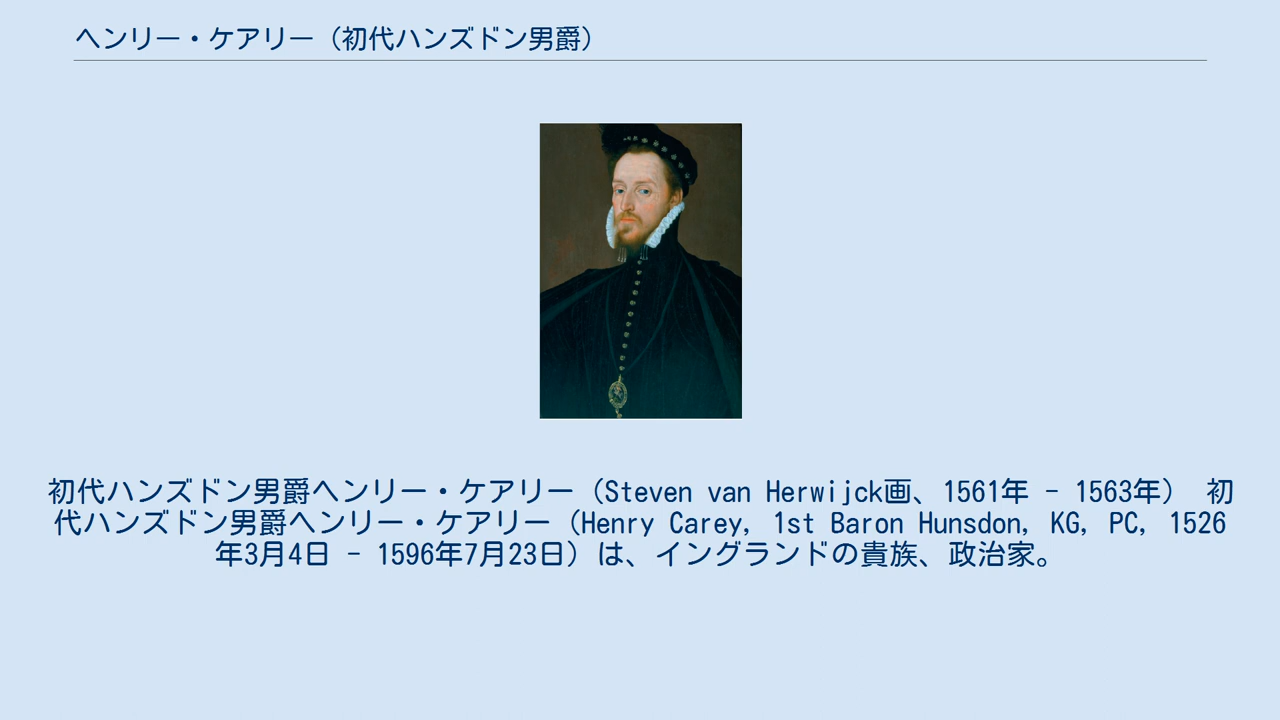 ヘンリー・ケアリー（初代ハンズドン男爵）
初代ハンズドン男爵ヘンリー・ケアリー（Steven van Herwijck画、1561年 - 1563年） 初
代ハンズドン男爵ヘンリー・ケアリー（Henry Carey, 1st Baron Hunsdon, KG, PC, 1526
年3月4日 - 1596年7月23日）は、イングランドの貴族、政治家。